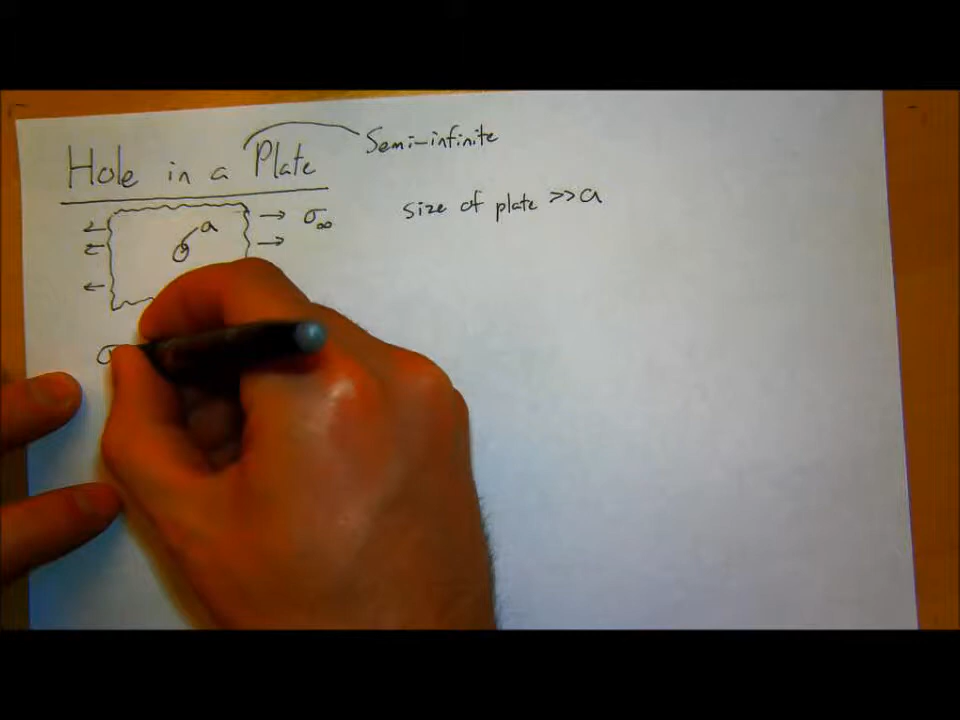 Semi-infinite
Hole in a Plate
size of plate >> a
a
σ∞
σ